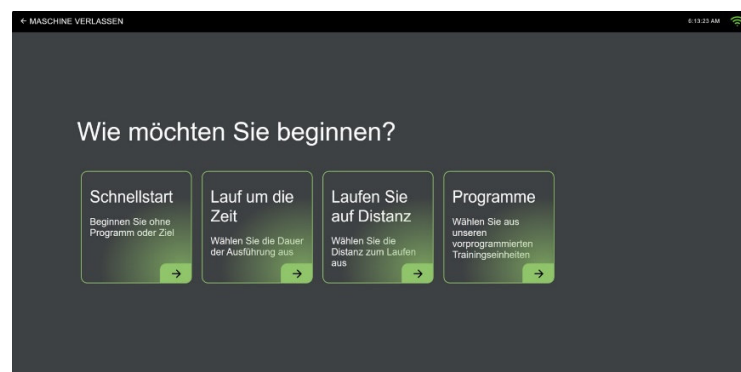 ← MASCHINE VERLASSEN
6:13:23 AM
Wie möchten Sie beginnen?
Schnellstart
Beginnen Sie ohne
Programm oder Ziel
→
Lauf um die
Zeit
Wählen Sie die Dauer
der Ausführung aus
→
Laufen Sie
auf Distanz
Wählen Sie die
Distanz zum Laufen
aus
→
Programme
Wählen Sie aus
unseren
vorprogrammierten
Trainingseinheiten
→